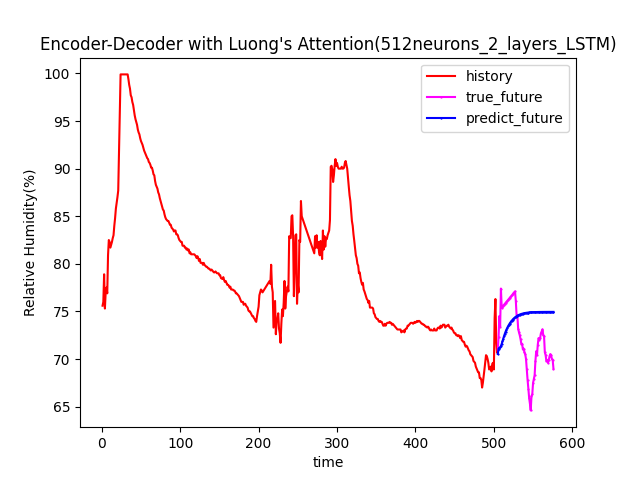 Encoder-Decoder with Luong's Attention(512neurons_2_layers_LSTM)
history
true_future
predict_future
Relative Humidity(%)
100
95
90
85
80
75
70
65
0 100 200 300 400 500 600
time